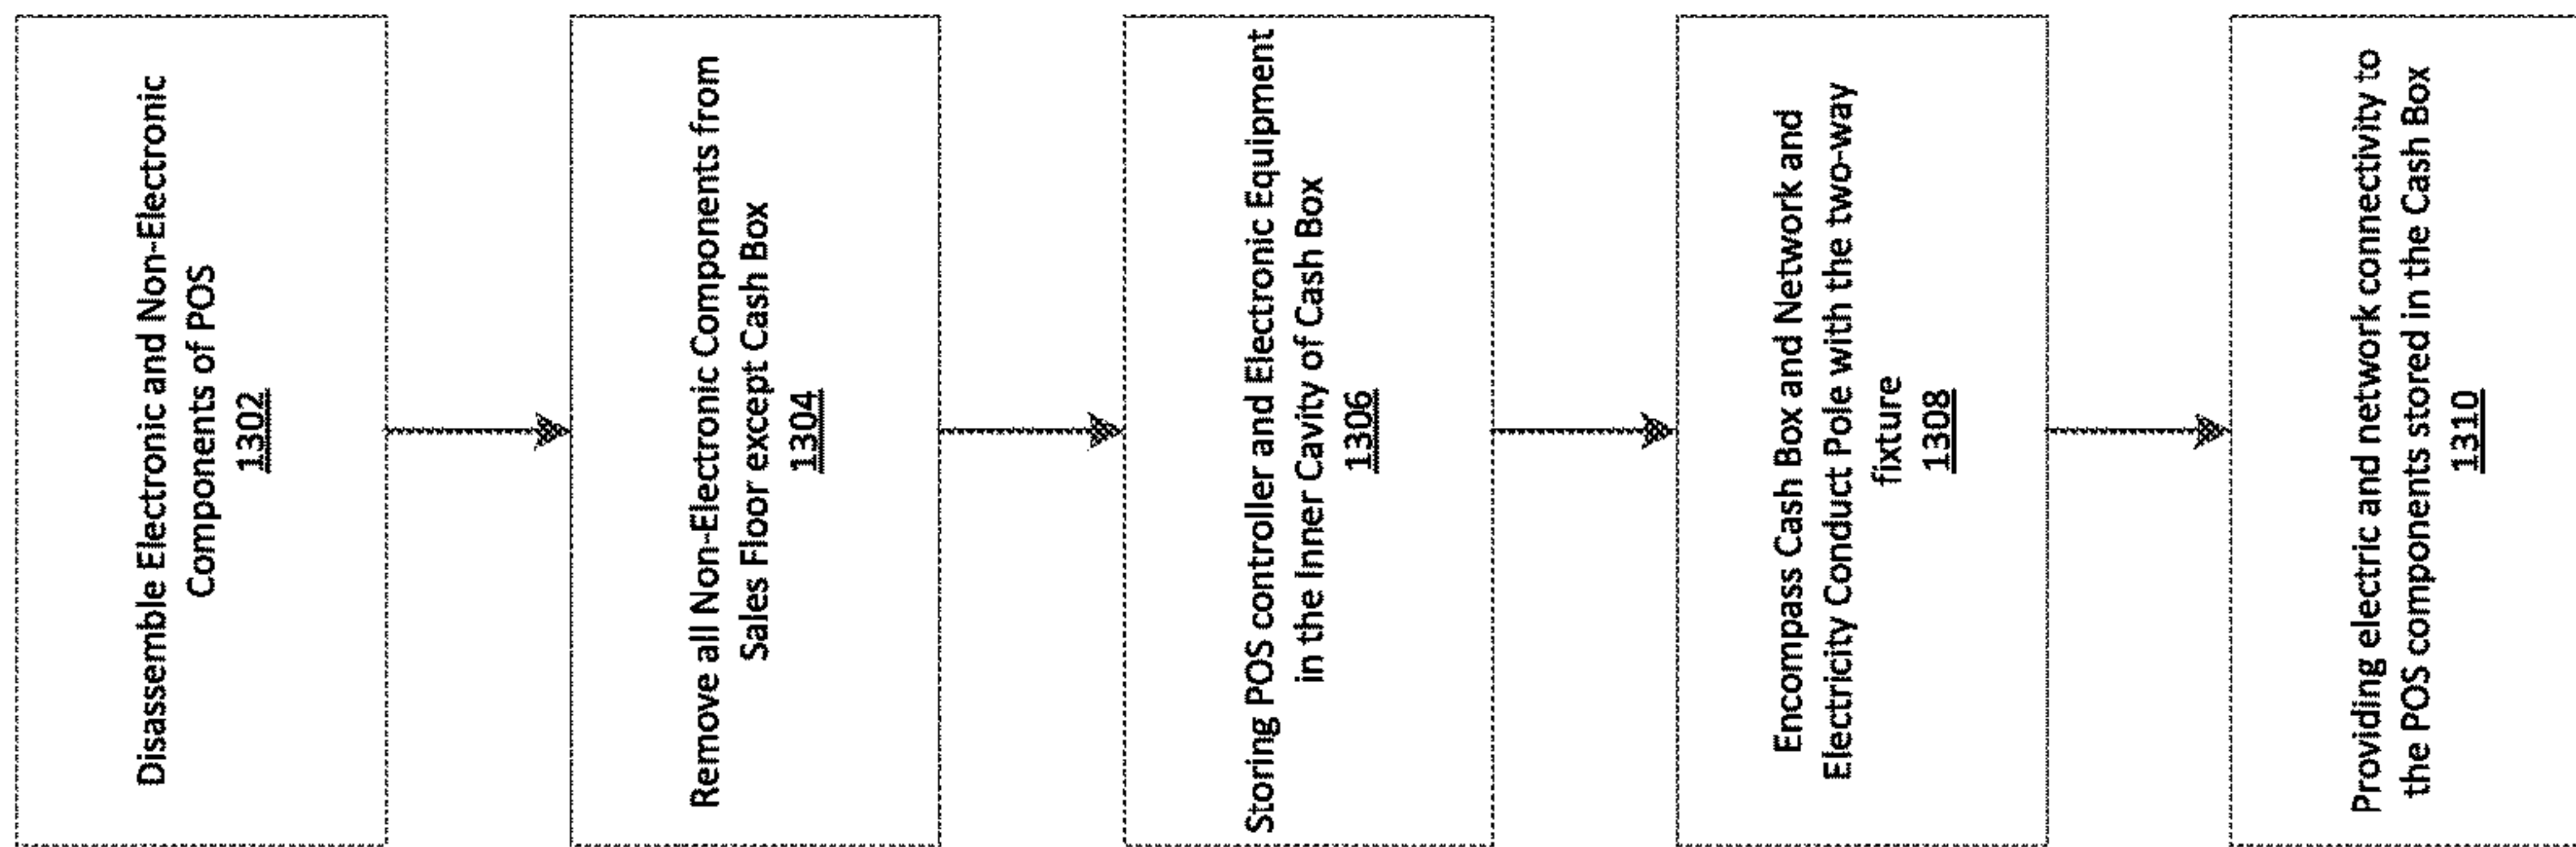 Disassemble Electronic and Non-Electronic
Components of POS
1302
Remove all Non-Electronic Components from
Sales Floor except Cash Box
1304
Storing POS controller and Electronic Equipment
in the Inner Cavity of Cash Box
1306
Encompass Cash Box and Network and
Electricity Conduct Pole with the two-way
fixture
1308
Providing electric and network connectivity to
the POS components stored in the Cash Box
1310